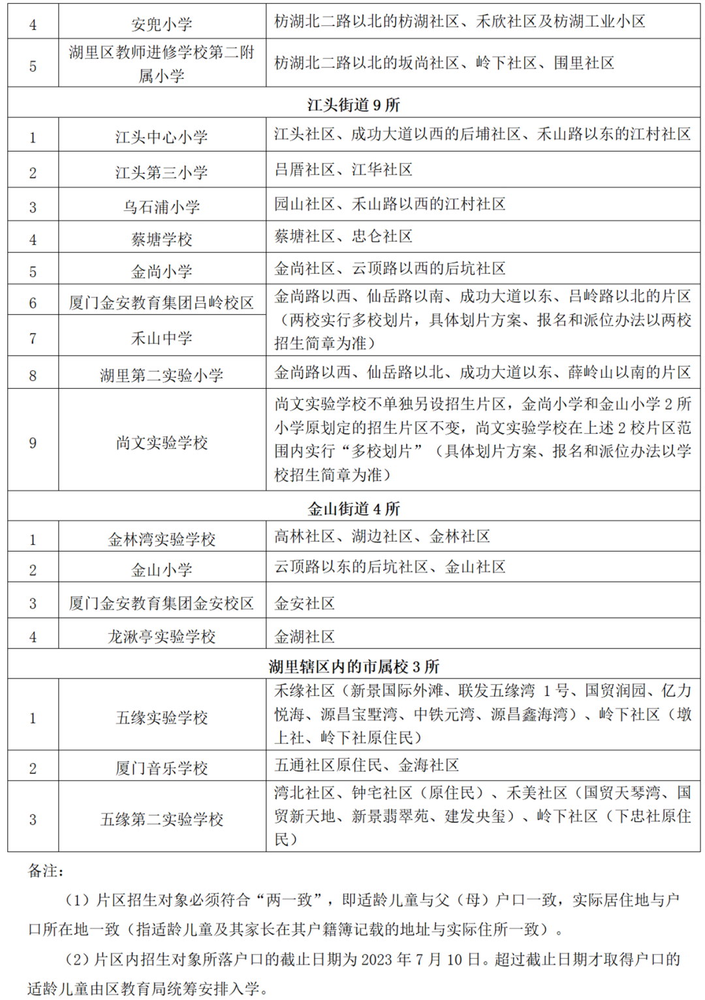 4 安兜小学 枋湖北二路以北的枋湖社区、禾欣社区及枋湖工业小区
5 湖里区教师进修学校第二附
属小学 枋湖北二路以北的坂尚社区、岭下社区、围里社区
江头街道 9 所
1 江头中心小学 江头社区、成功大道以西的后埔社区、禾山路以东的江村社区
2 江头第三小学 吕厝社区、江华社区
3 乌石浦小学 园山社区、禾山路以西的江村社区
4 蔡塘学校 蔡塘社区、忠仑社区
5 金尚小学 金尚社区、云顶路以西的后坑社区
6 厦门金安教育集团吕岭校区
7 禾山中学
金尚路以西、仙岳路以南、成功大道以东、吕岭路以北的片区
（两校实行多校划片，具体划片方案、报名和派位办法以两校
招生简章为准）
8 湖里第二实验小学 金尚路以西、仙岳路以北、成功大道以东、薛岭山以南的片区
9 尚文实验学校
尚文实验学校不单独另设招生片区，金尚小学和金山小学 2 所
小学原划定的招生片区不变，尚文实验学校在上述 2 校片区范
围内实行“多校划片”（具体划片方案、报名和派位办法以学
校招生简章为准）
金山街道 4 所
1 金林湾实验学校 高林社区、湖边社区、金林社区
2 金山小学 云顶路以东的后坑社区、金山社区
3 厦门金安教育集团金安校区 金安社区
4 龙湫亭实验学校 金湖社区
湖里辖区内的市属校 3 所
1 五缘实验学校
禾缘社区（新景国际外滩、联发五缘湾 1 号、国贸润园、亿力
悦海、源昌宝墅湾、中铁元湾、源昌鑫海湾）、岭下社区（墩
上社、岭下社原住民）
2 厦门音乐学校 五通社区原住民、金海社区
3 五缘第二实验学校
湾北社区、钟宅社区（原住民）、禾美社区（国贸天琴湾、国
贸新天地、新景翡翠苑、建发央玺）、岭下社区（下忠社原住
民）
备注：
（1）片区招生对象必须符合“两一致”，即适龄儿童与父（母）户口一致，实际居住地与户
口所在地一致（指适龄儿童及其家长在其户籍簿记载的地址与实际住所一致）。
（2）片区内招生对象所落户口的截止日期为 2023 年 7 月 10 日。超过截止日期才取得户口的
适龄儿童由区教育局统筹安排入学。